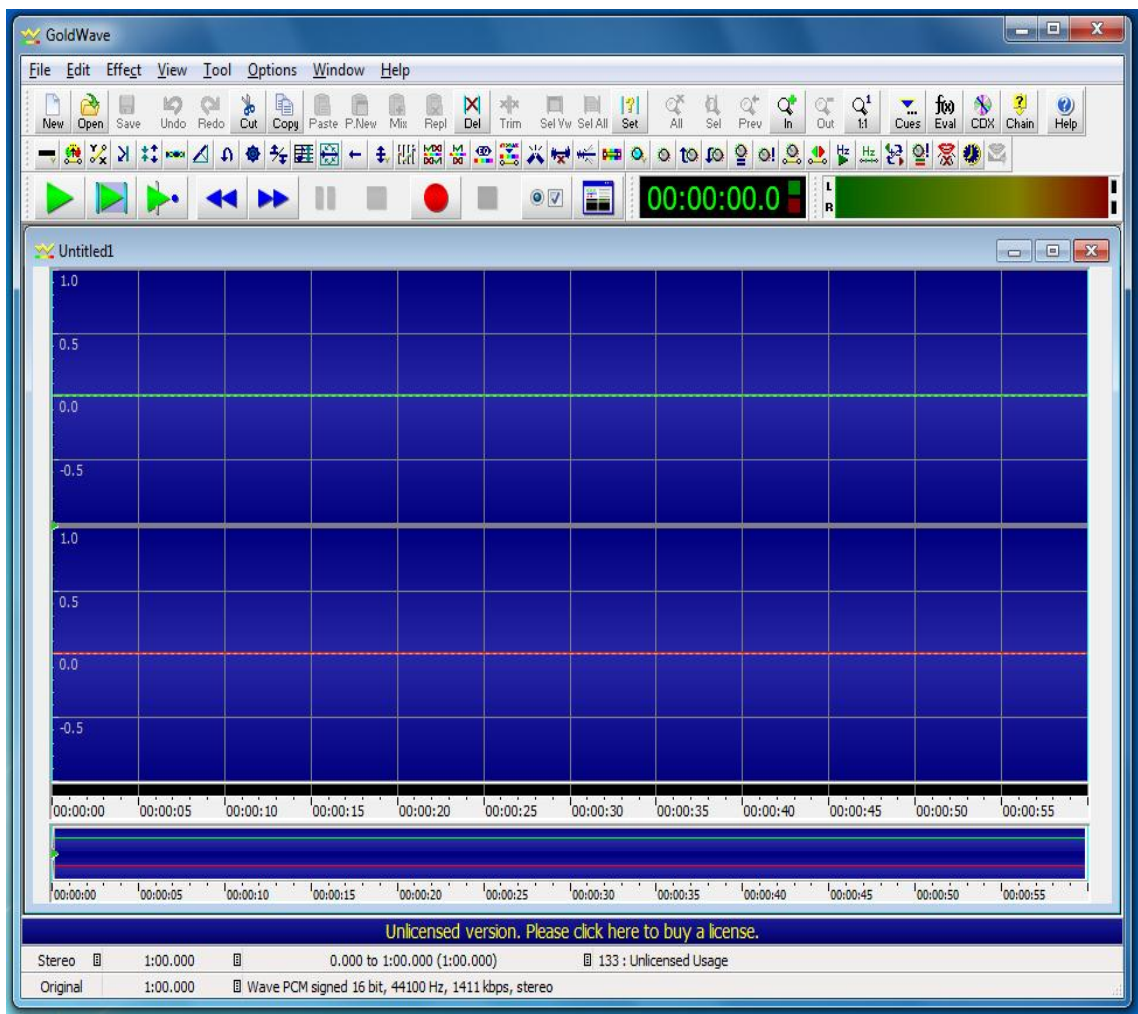 GoldWave
File Edit Effect View Tool Options Window Help
New Open Save Undo Redo Cut Copy Paste P.New Mix Repl Del Trim Sel Vw Sel All Set All Sel Prev In Out 1:1 Cues Eval CDX Chain Help
00:00:00.0
L
R
Untitled1
1.0
0.5
0.0
-0.5
1.0
0.5
0.0
-0.5
00:00:00 00:00:05 00:00:10 00:00:15 00:00:20 00:00:25 00:00:30 00:00:35 00:00:40 00:00:45 00:00:50 00:00:55
00:00:00 00:00:05 00:00:10 00:00:15 00:00:20 00:00:25 00:00:30 00:00:35 00:00:40 00:00:45 00:00:50 00:00:55
Unlicensed version. Please click here to buy a license.
Stereo 1:00.000 0.000 to 1:00.000 (1:00.000) 133 : Unlicensed Usage
Original 1:00.000 Wave PCM signed 16 bit, 44100 Hz, 1411 kbps, stereo